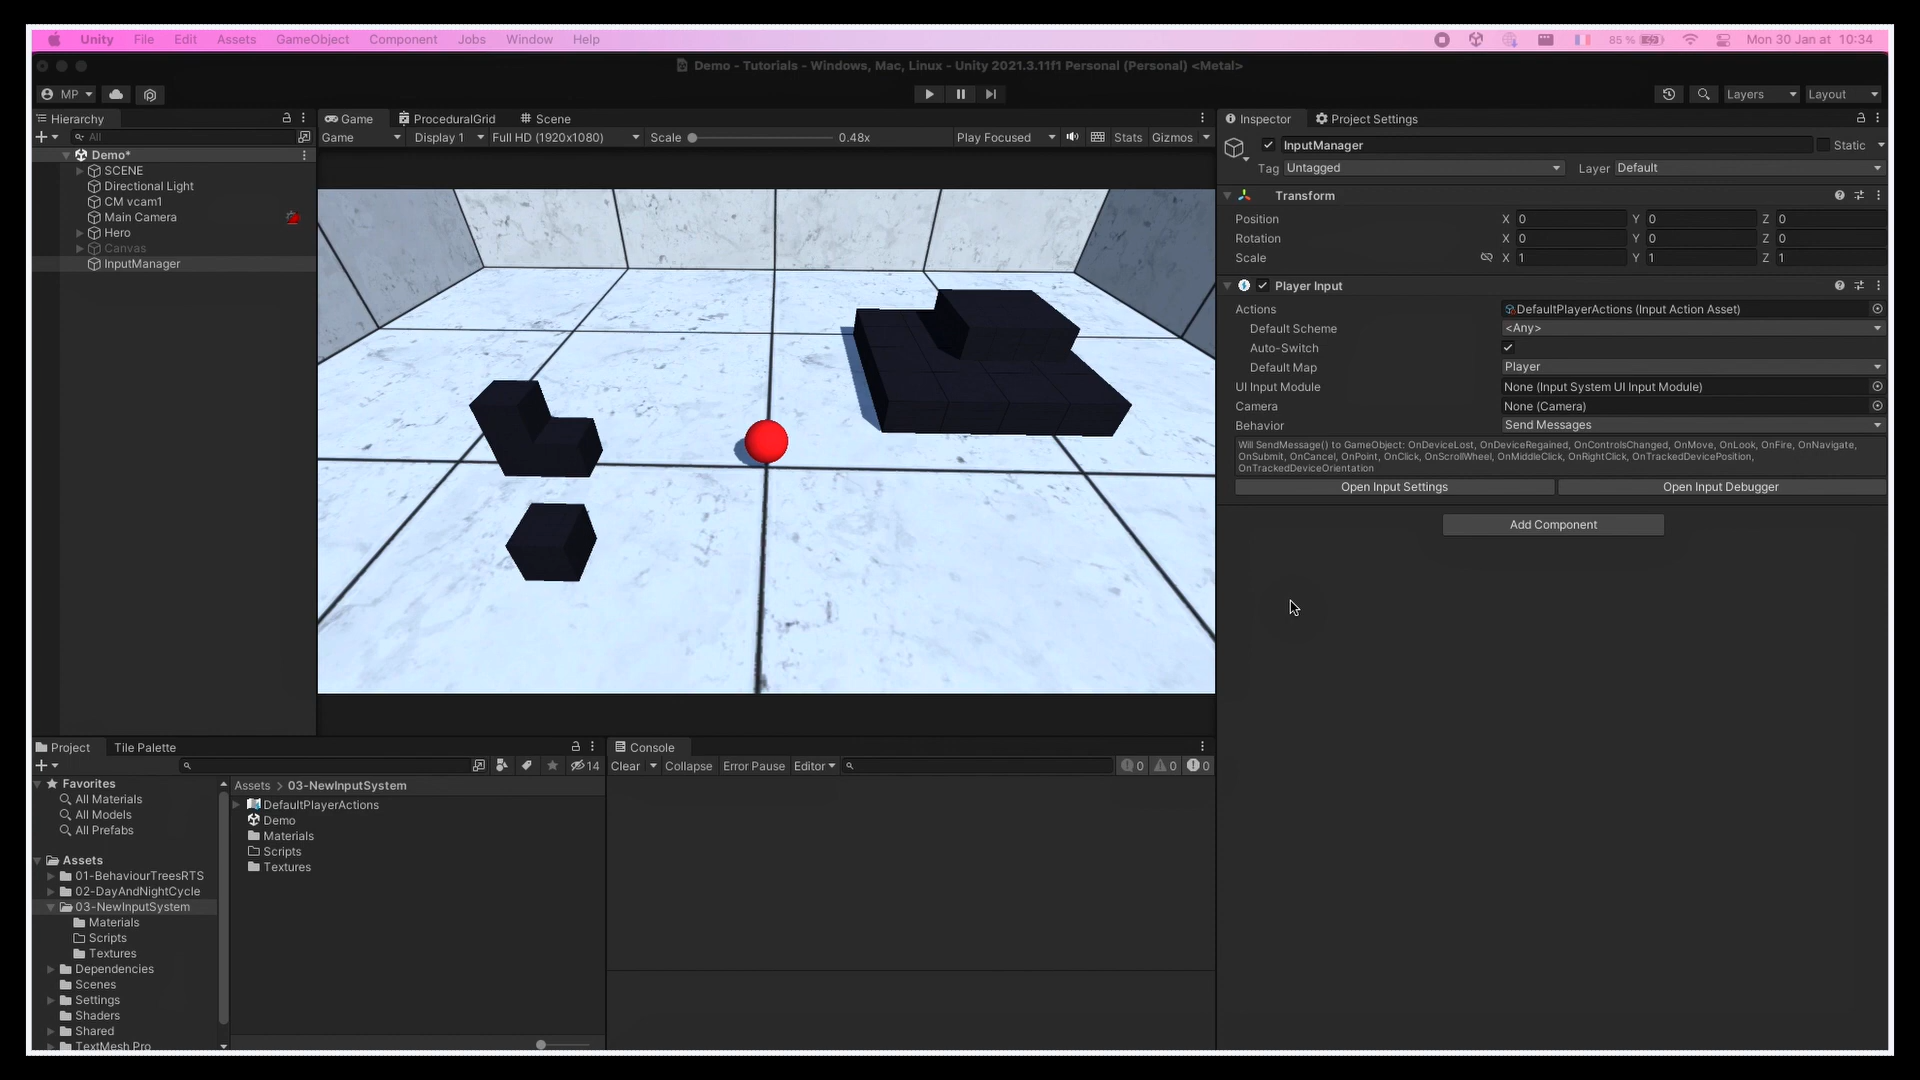 Unity File Edit Assets GameObject Component Jobs Window Help 85 % Mon 30 Jan at 10:34
Demo - Tutorials - Windows, Mac, Linux - Unity 2021.3.11f1 Personal (Personal) <Metal>
MP Layers Layout
Hierarchy
All
Demo*
SCENE
Directional Light
CM vcam1
Main Camera
Hero
Canvas
InputManager
Game ProceduralGrid Scene
Game Display 1 Full HD (1920x1080) Scale 0.48x Play Focused Stats Gizmos
Inspector Project Settings
InputManager Static
Tag Untagged Layer Default
Transform
Position X 0 Y 0 Z 0
Rotation X 0 Y 0 Z 0
Scale X 1 Y 1 Z 1
Player Input
Actions DefaultPlayerActions (Input Action Asset)
Default Scheme <Any>
Auto-Switch
Default Map Player
UI Input Module None (Input System UI Input Module)
Camera None (Camera)
Behavior Send Messages
Will SendMessage() to GameObject: OnDeviceLost, OnDeviceRegained, OnControlsChanged, OnMove, OnLook, OnFire, OnNavigate,
OnSubmit, OnCancel, OnPoint, OnClick, OnScrollWheel, OnMiddleClick, OnRightClick, OnTrackedDevicePosition,
OnTrackedDeviceOrientation
Open Input Settings Open Input Debugger
Add Component
Project Tile Palette
14
Favorites
All Materials
All Models
All Prefabs
Assets
01-BehaviourTreesRTS
02-DayAndNightCycle
03-NewInputSystem
Materials
Scripts
Textures
Dependencies
Scenes
Settings
Shaders
Shared
TextMesh Pro
Assets > 03-NewInputSystem
DefaultPlayerActions
Demo
Materials
Scripts
Textures
Console
Clear Collapse Error Pause Editor 0 0 0